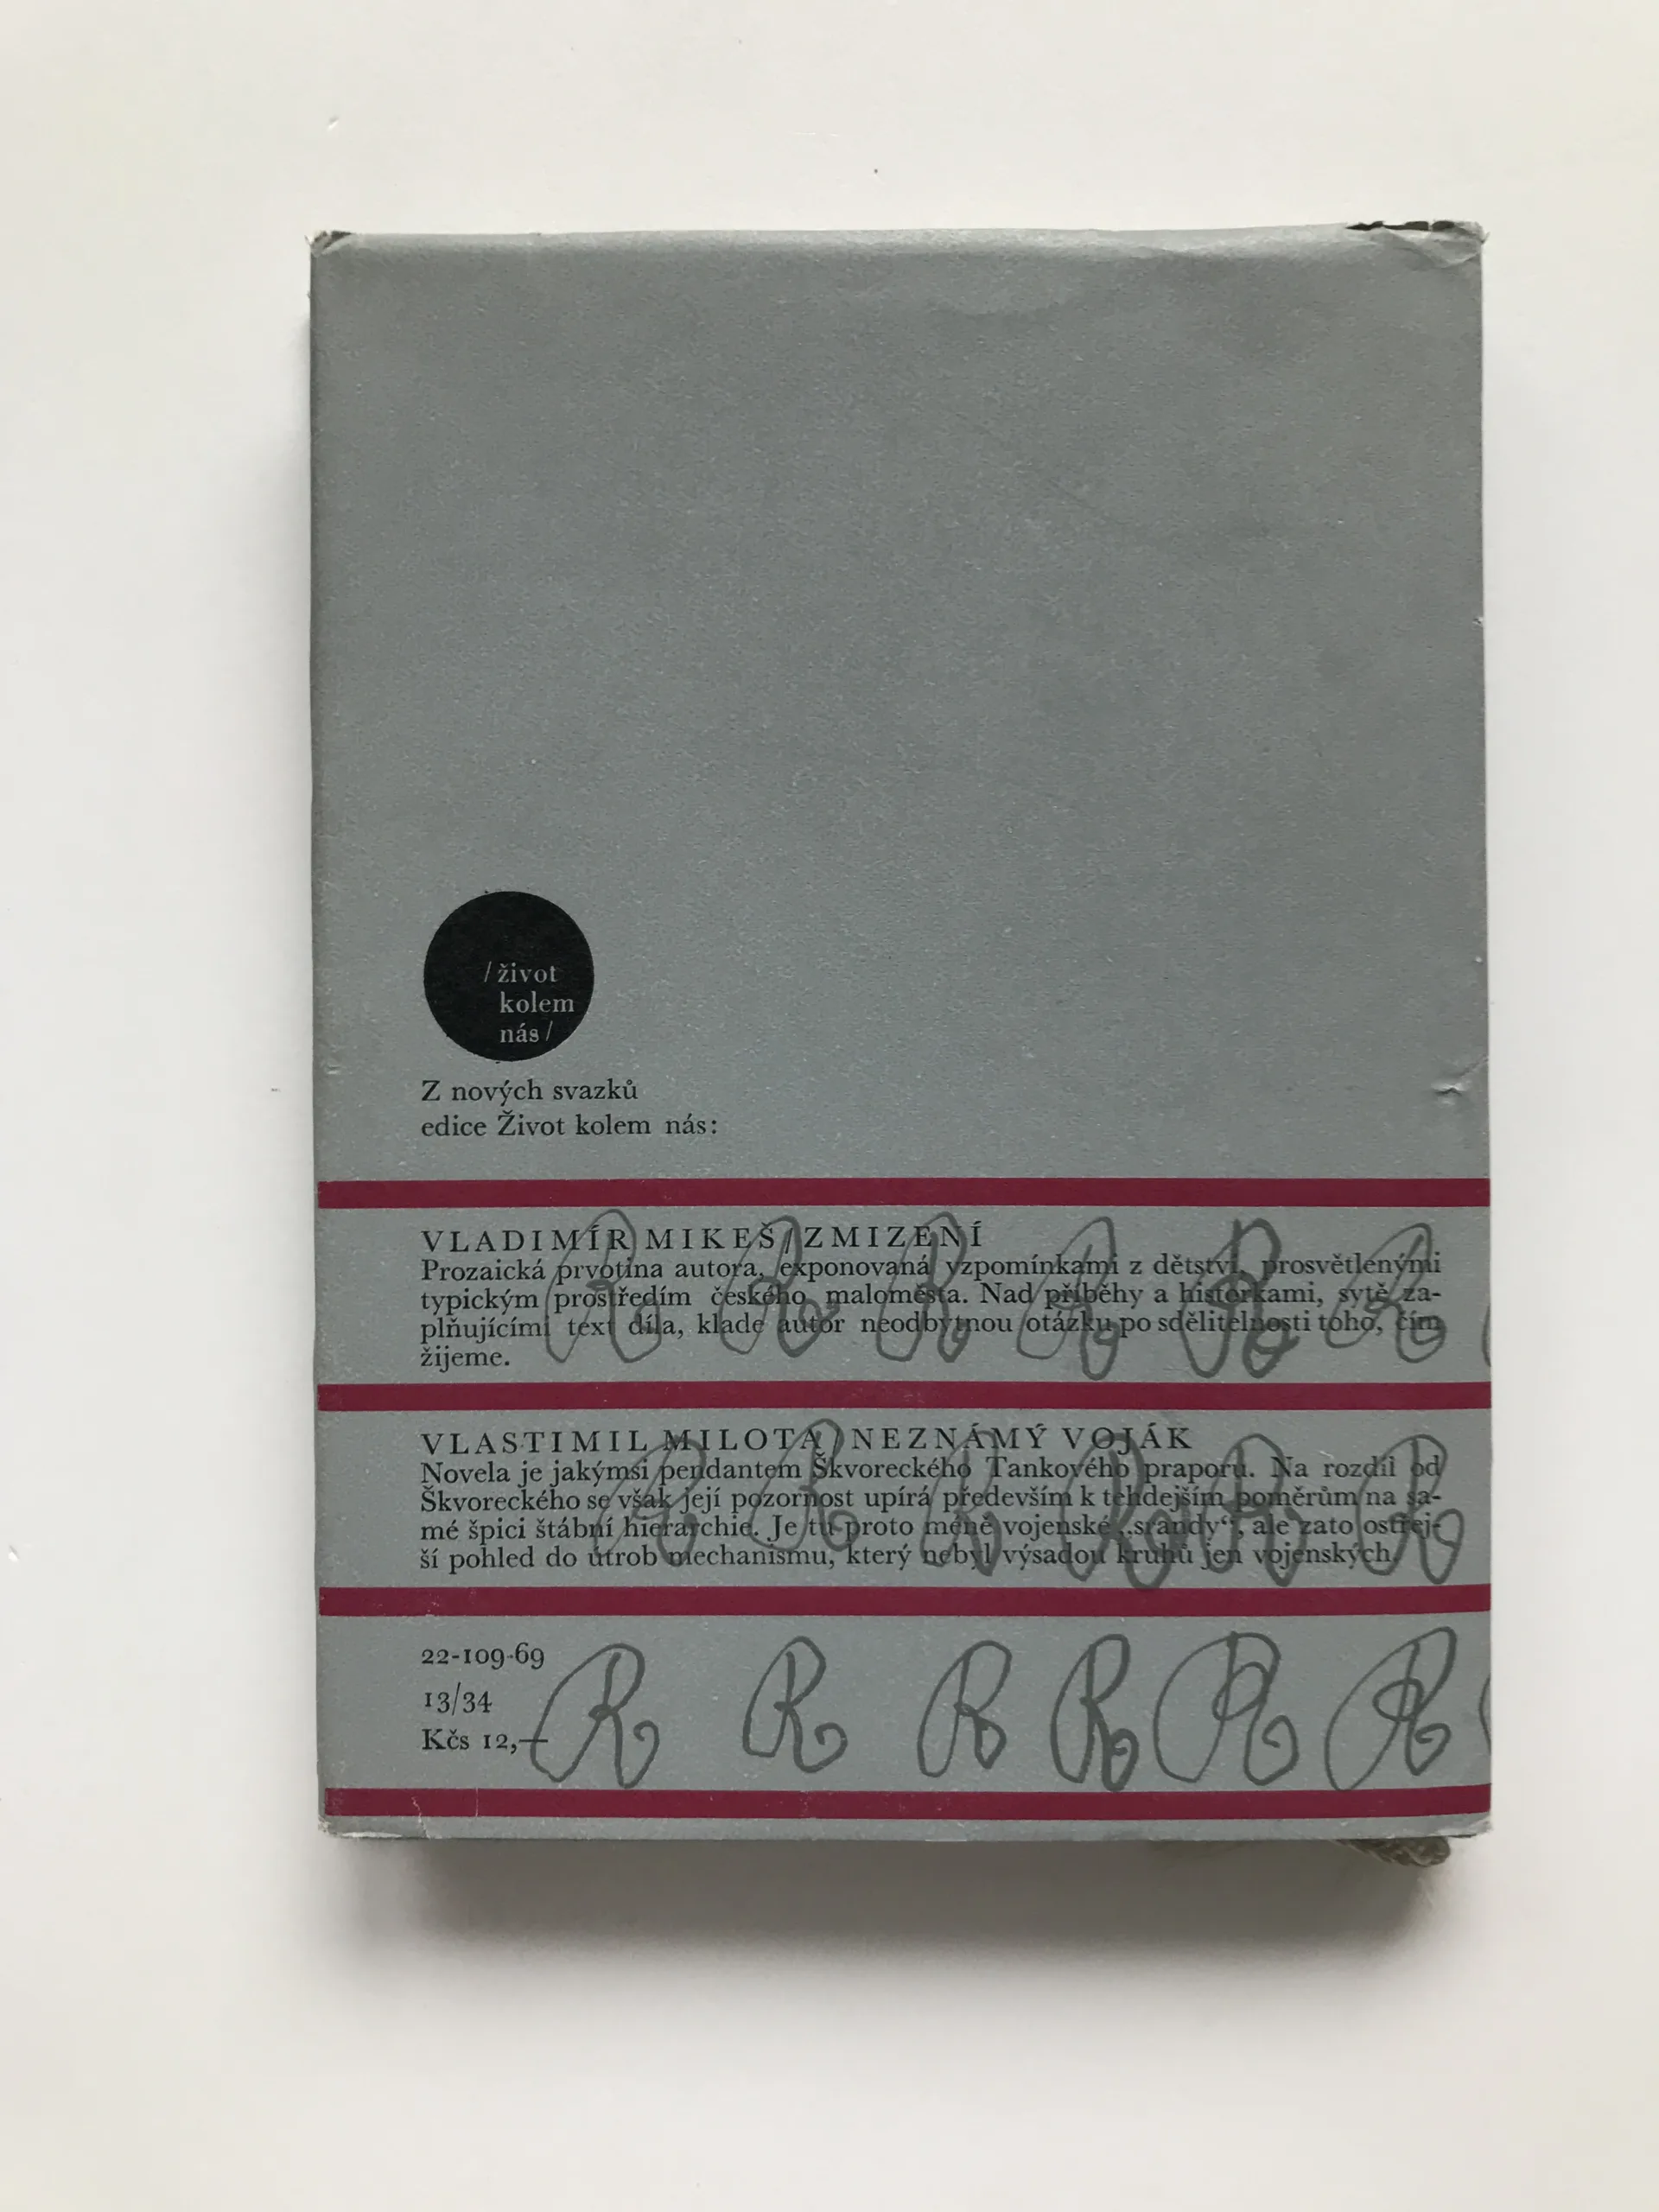 /život
kolem
nás/
Z nových svazků
edice Život kolem nás:
VLADIMÍR MIKEŠ/ZMIZENÍ
Prozaická prvotina autora, exponovaná vzpomínkami z dětství, prosvětlenými
typickým prostředím českého maloměsta. Nad příběhy a historkami, sytě za-
plňujícími text díla, klade autor neodbytnou otázku po sdělitelnosti toho, čím
žijeme.
R R R R R R
VLASTIMIL MILOTA/NEZNÁMÝ VOJÁK
Novela je jakýmsi pendantem Škvoreckého Tankového praporu. Na rozdíl od
Škvoreckého se však její pozornost upírá především k tehdejším poměrům na sa-
mé špici štábní hierarchie. Je tu proto méně vojenské „srandy“, ale zato ostřej-
ší pohled do útrob mechanismu, který nebyl výsadou kruhů jen vojenských.
R R R R R R
22-109-69
13/34
Kčs 12,—
R R R R R R